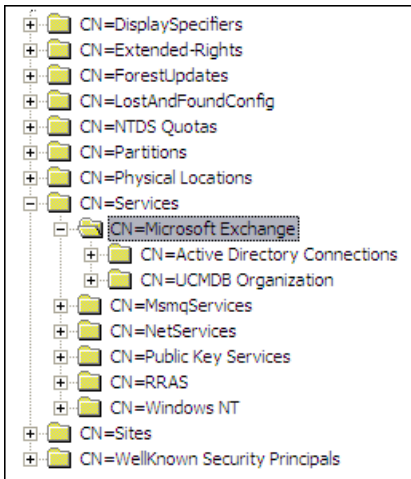 CN=DisplaySpecifiers
CN=Extended-Rights
CN=ForestUpdates
CN=LostAndFoundConfig
CN=NTDS Quotas
CN=Partitions
CN=Physical Locations
CN=Services
CN=Microsoft Exchange
CN=Active Directory Connections
CN=UCMDB Organization
CN=MsmqServices
CN=NetServices
CN=Public Key Services
CN=RRAS
CN=Windows NT
CN=Sites
CN=WellKnown Security Principals